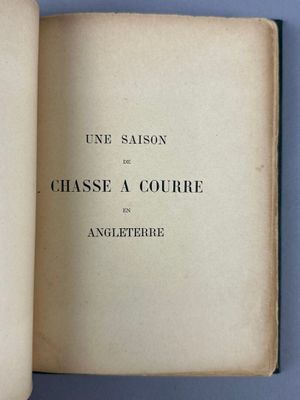 UNE SAISON
DE
CHASSE A COURRE
EN
ANGLETERRE